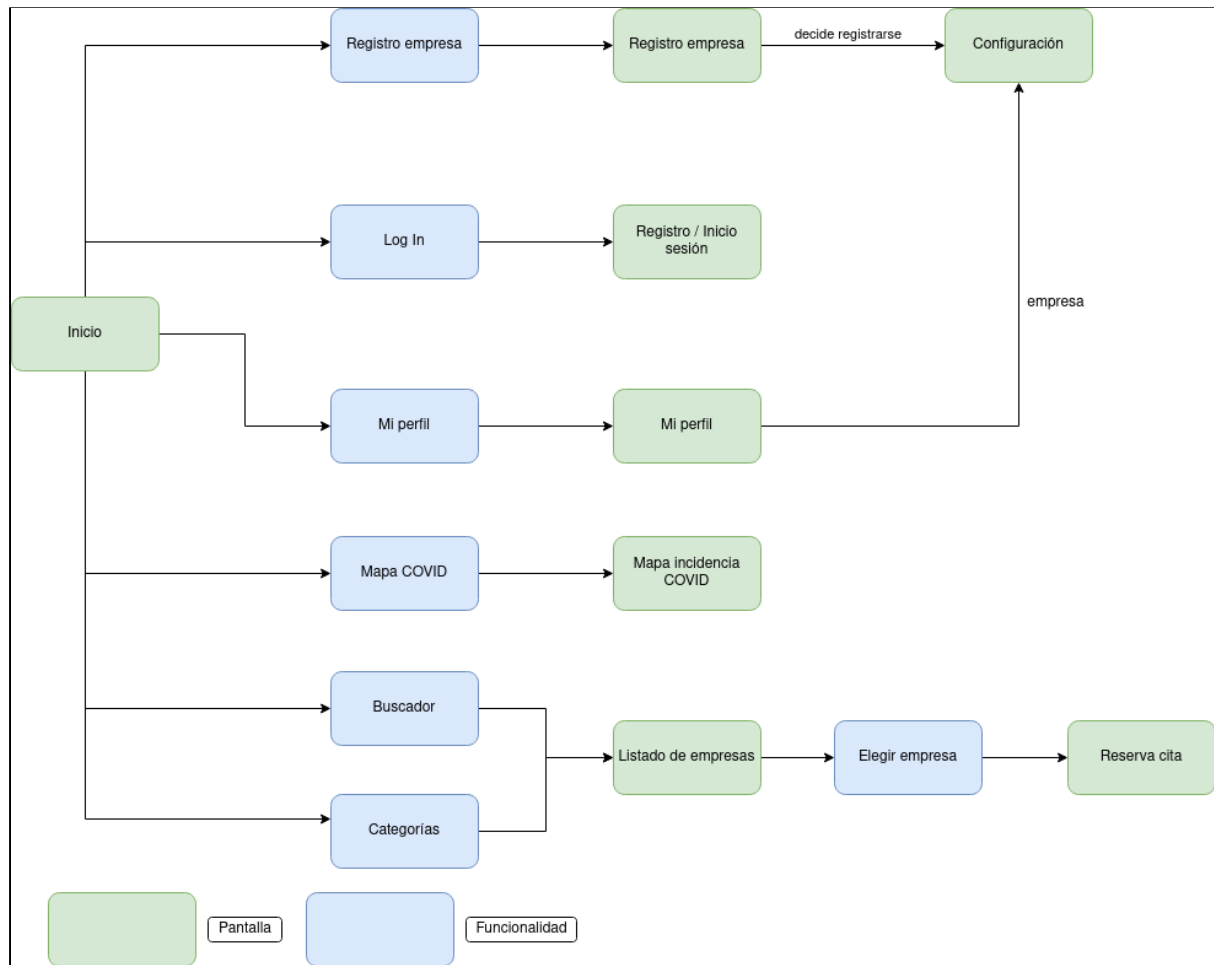 Registro empresa
Registro empresa
decide registrarse
Configuración
Log In
Registro / Inicio
sesión
Inicio
empresa
Mi perfil
Mi perfil
Mapa COVID
Mapa incidencia
COVID
Buscador
Listado de empresas
Elegir empresa
Reserva cita
Categorías
Pantalla
Funcionalidad